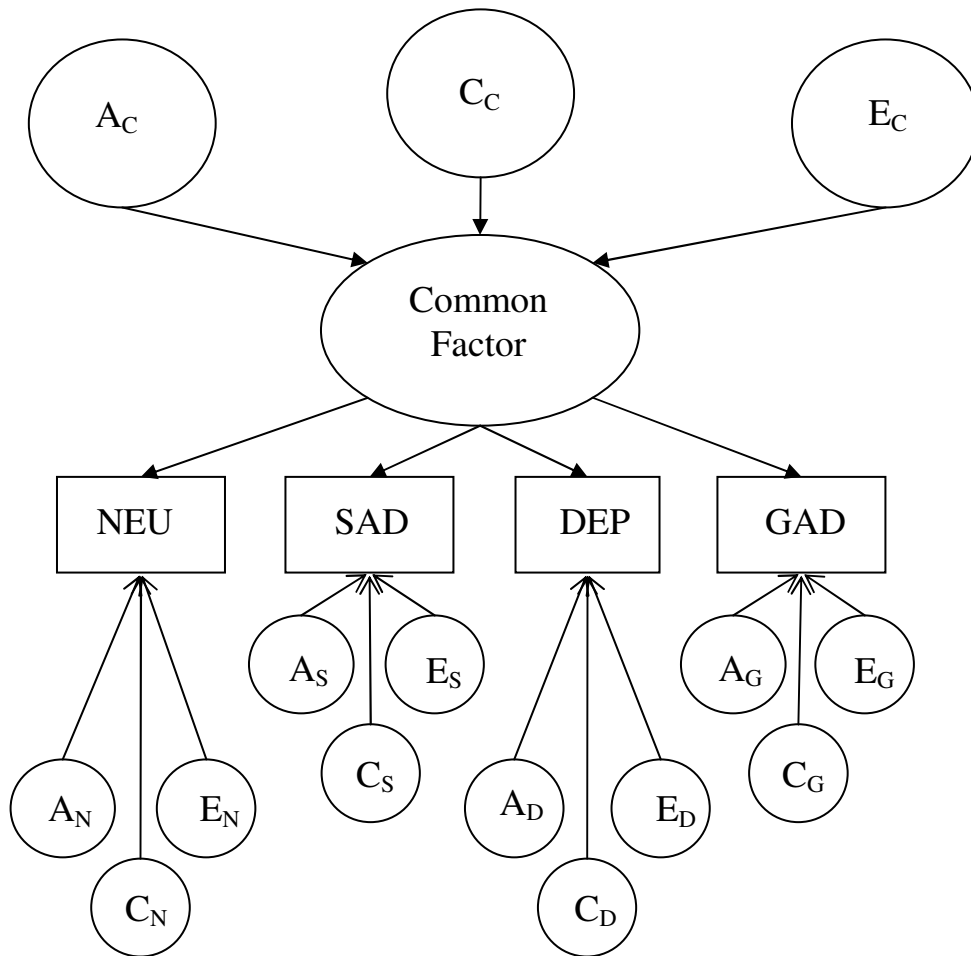 A_C
C_C
E_C
Common
Factor
NEU
SAD
DEP
GAD
A_S
E_S
A_G
E_G
C_S
C_G
A_N
E_N
A_D
E_D
C_N
C_D